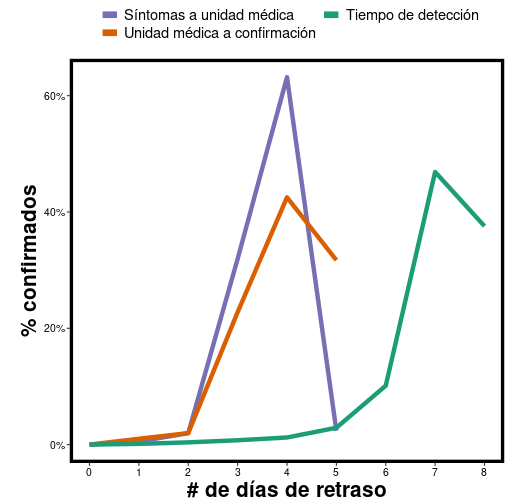 Síntomas a unidad médica
Tiempo de detección
Unidad médica a confirmación
60%
40%
20%
0%
% confirmados
0 1 2 3 4 5 6 7 8
# de días de retraso